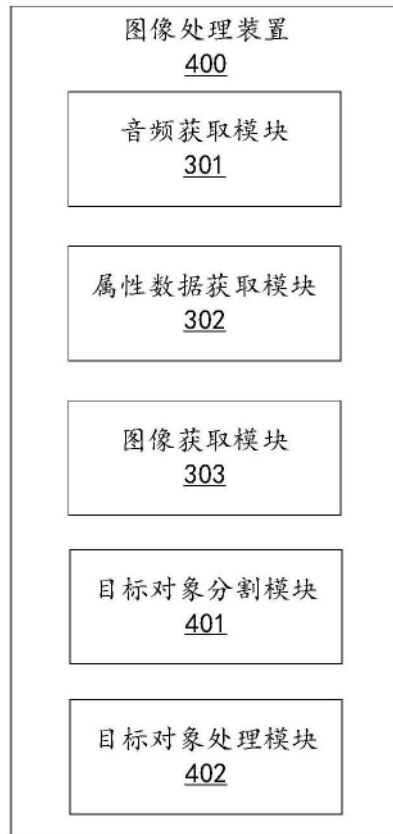 图像处理装置
400
音频获取模块
301
属性数据获取模块
302
图像获取模块
303
目标对象分割模块
401
目标对象处理模块
402